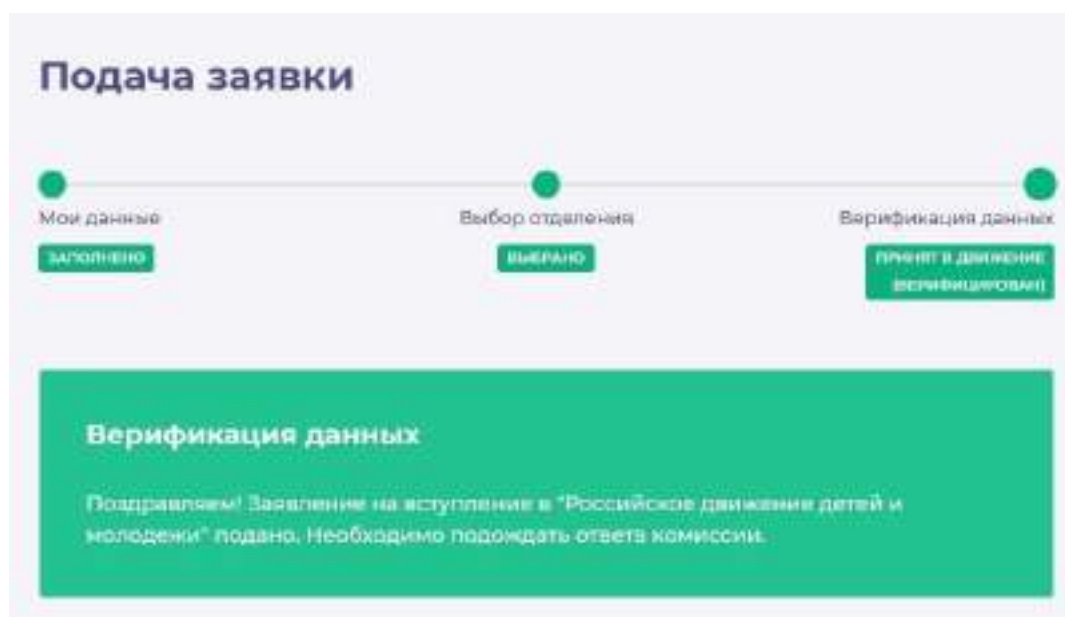 Подача заявки
Мои данные
Выбор отделения
Верификация данных
ЗАПОЛНЕНО
ВЫБРАНО
ПРИНЯТ В ДВИЖЕНИЕ
(ВЕРИФИЦИРОВАН)
Верификация данных
Поздравляем! Заявление на вступление в "Российское движение детей и
молодежи" подано. Необходимо подождать ответа комиссии.